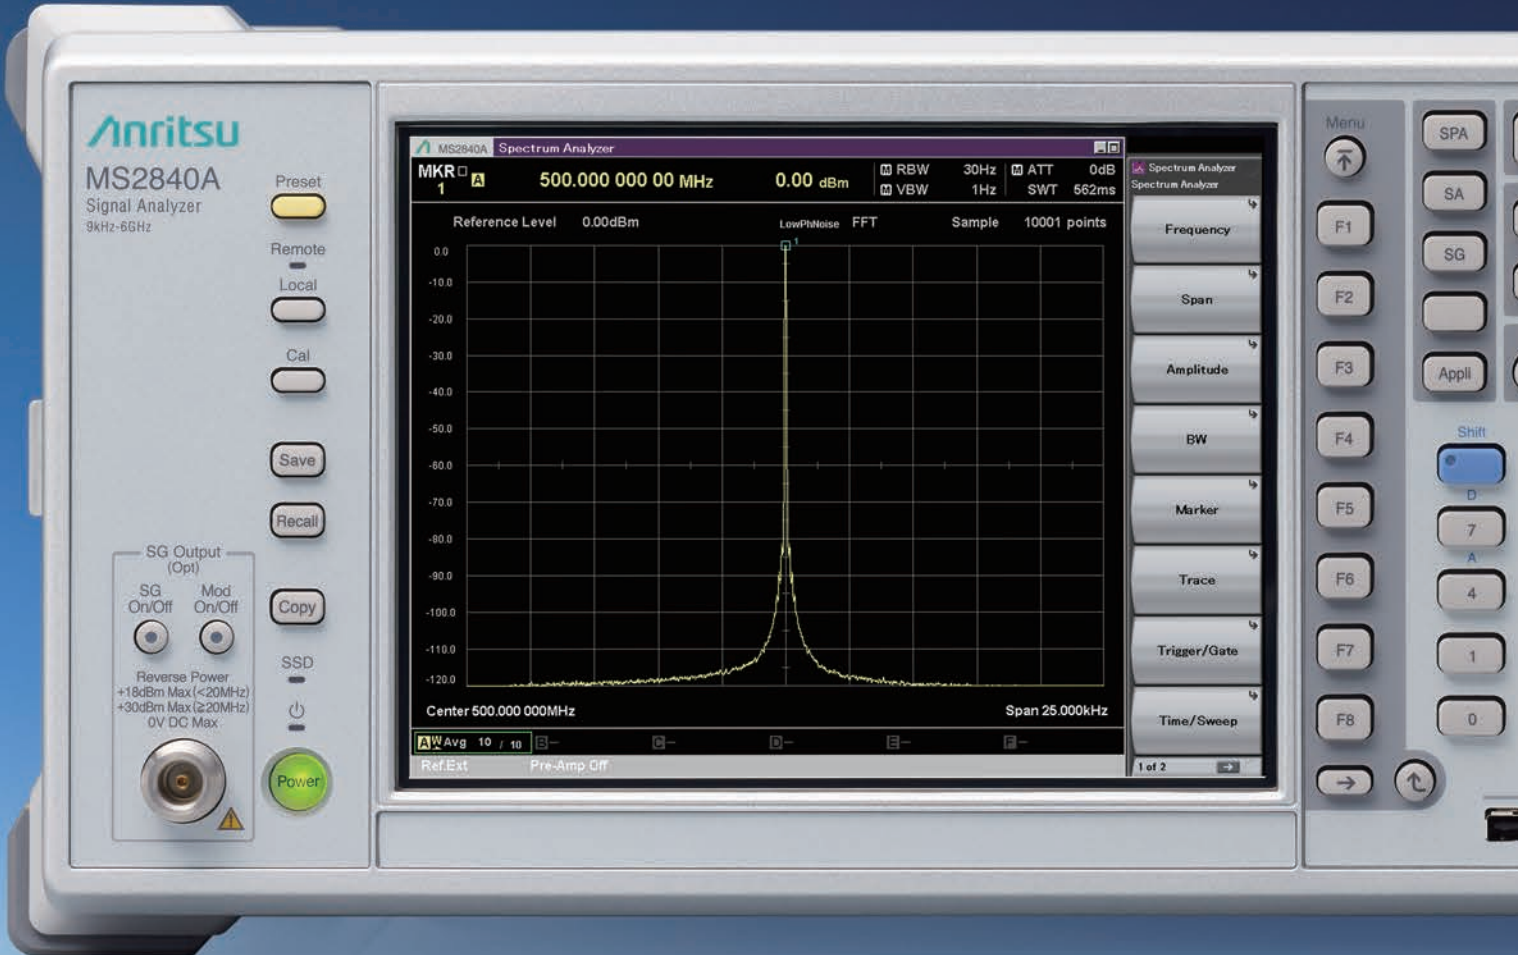 Anritsu
MS2840A
Signal Analyzer
9kHz-6GHz
Preset
Remote
Local
Cal
Save
Recall
Copy
SSD
Power
SG Output
(Opt)
SG On/Off
Mod On/Off
Reverse Power
+18dBm Max(<20MHz)
+30dBm Max(≧20MHz)
0V DC Max
MS2840A Spectrum Analyzer
MKR 1 A 500.000 000 00 MHz 0.00 dBm
M RBW 30Hz M ATT 0dB
M VBW 1Hz SWT 562ms
Reference Level 0.00dBm LowPhNoise FFT Sample 10001 points
1
0.0
-10.0
-20.0
-30.0
-40.0
-50.0
-60.0
-70.0
-80.0
-90.0
-100.0
-110.0
-120.0
Center 500.000 000MHz Span 25.000kHz
A W Avg 10 / 10 B- C- D- E- F-
Ref.Ext Pre-Amp Off
Spectrum Analyzer
Spectrum Analyzer
Frequency
Span
Amplitude
BW
Marker
Trace
Trigger/Gate
Time/Sweep
1 of 2
Menu
F1
F2
F3
F4
F5
F6
F7
F8
SPA
SA
SG
Appli
Shift
D
7
A
4
1
0